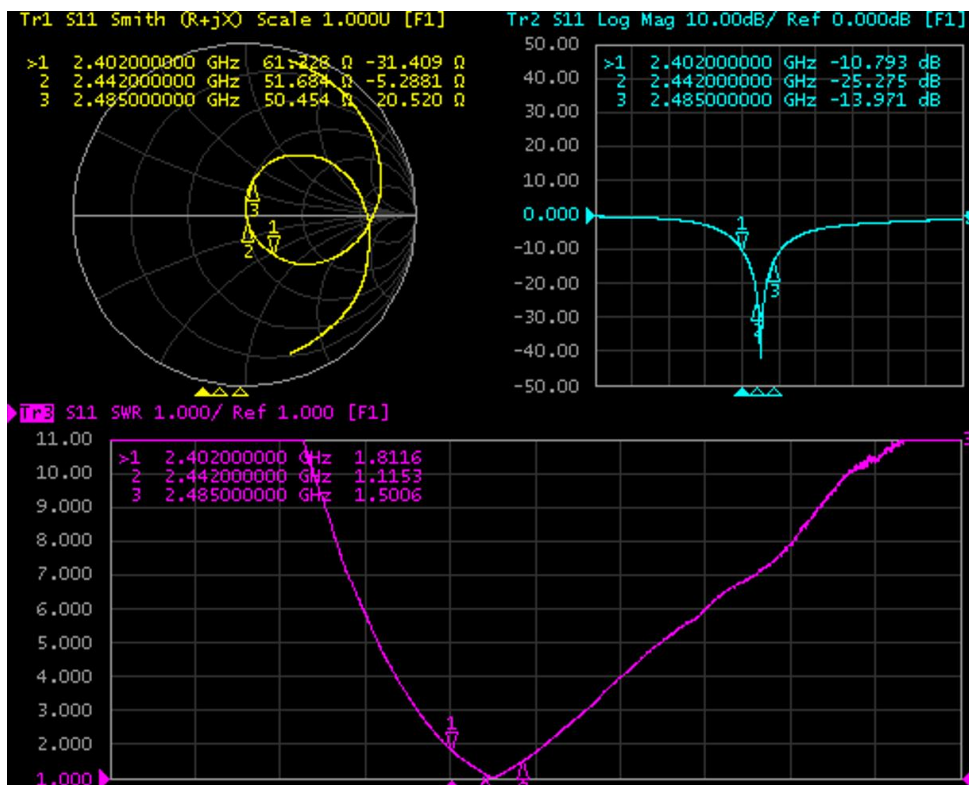 Tr1 S11 Smith (R+jX) Scale 1.000U [F1]
>1 2.402000000 GHz 61.228 Ω -31.409 Ω
2 2.442000000 GHz 51.684 Ω -5.2881 Ω
3 2.485000000 GHz 50.454 Ω 20.520 Ω
3
1
2
Tr2 S11 Log Mag 10.00dB/ Ref 0.000dB [F1]
50.00
>1 2.402000000 GHz -10.793 dB
40.00
2 2.442000000 GHz -25.275 dB
3 2.485000000 GHz -13.971 dB
30.00
20.00
10.00
0.000
1
-10.00
-20.00
3
-30.00
-40.00
-50.00
Tr3 S11 SWR 1.000/ Ref 1.000 [F1]
11.00
>1 2.402000000 GHz 1.8116
10.00
2 2.442000000 GHz 1.1153
3 2.485000000 GHz 1.5006
9.000
8.000
7.000
6.000
5.000
4.000
3.000
1
2.000
1.000